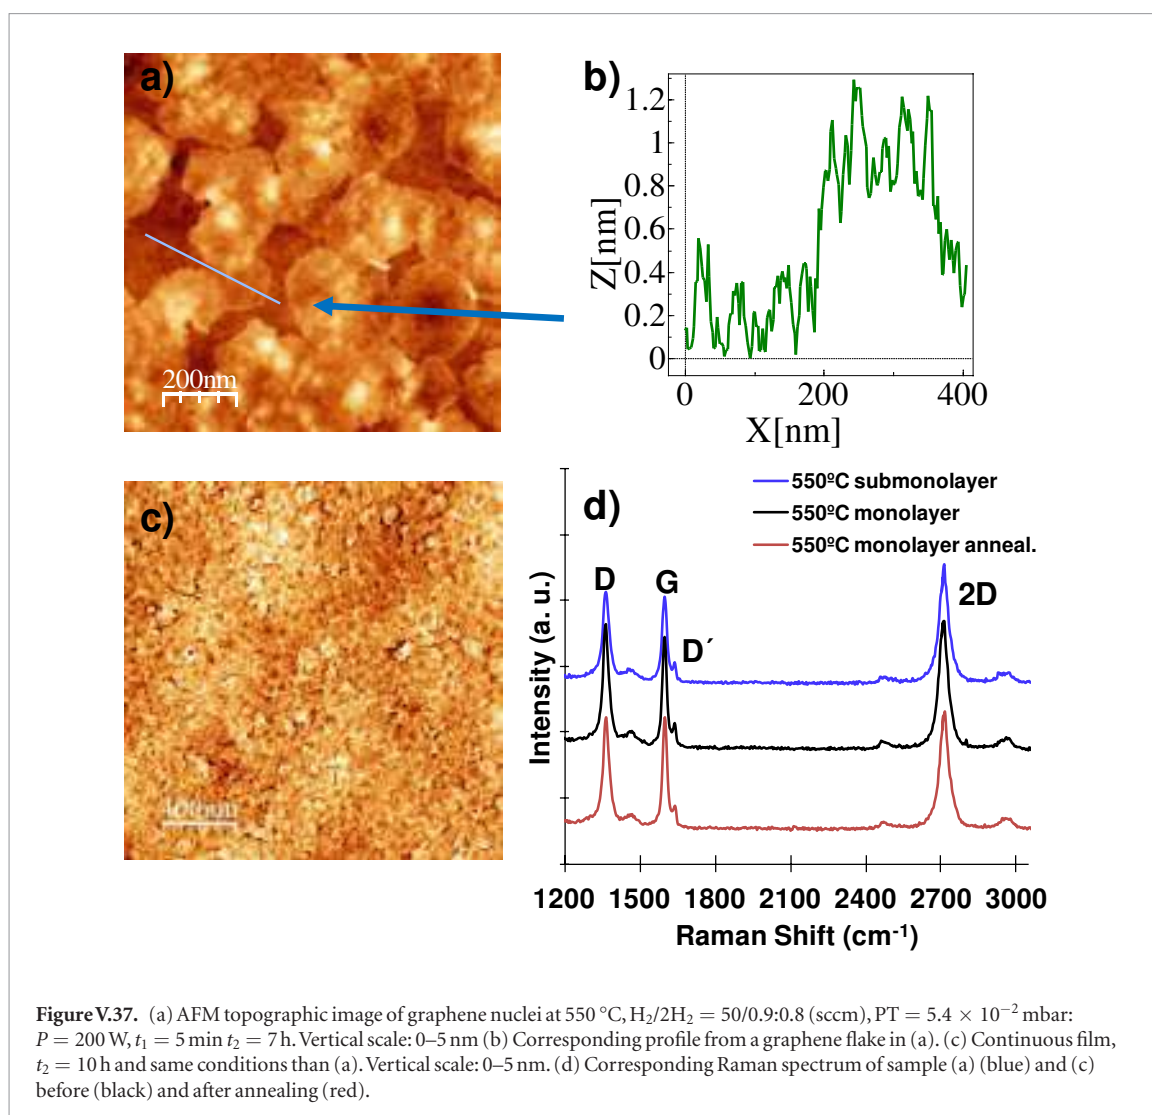 a)
200nm
b)
1.2
1
0.8
0.6
0.4
0.2
0
Z[nm]
0
200
400
X[nm]
c)
400nm
d)
550ºC submonolayer
550ºC monolayer
550ºC monolayer anneal.
D
G
D´
2D
Intensity (a. u.)
1200 1500 1800 2100 2400 2700 3000
Raman Shift (cm-1)
Figure V.37. (a) AFM topographic image of graphene nuclei at 550 °C, H2/2H2 = 50/0.9:0.8 (sccm), PT = 5.4 × 10−2 mbar:
P = 200 W, t1 = 5 min t2 = 7 h. Vertical scale: 0–5 nm (b) Corresponding profile from a graphene flake in (a). (c) Continuous film,
t2 = 10 h and same conditions than (a). Vertical scale: 0–5 nm. (d) Corresponding Raman spectrum of sample (a) (blue) and (c)
before (black) and after annealing (red).